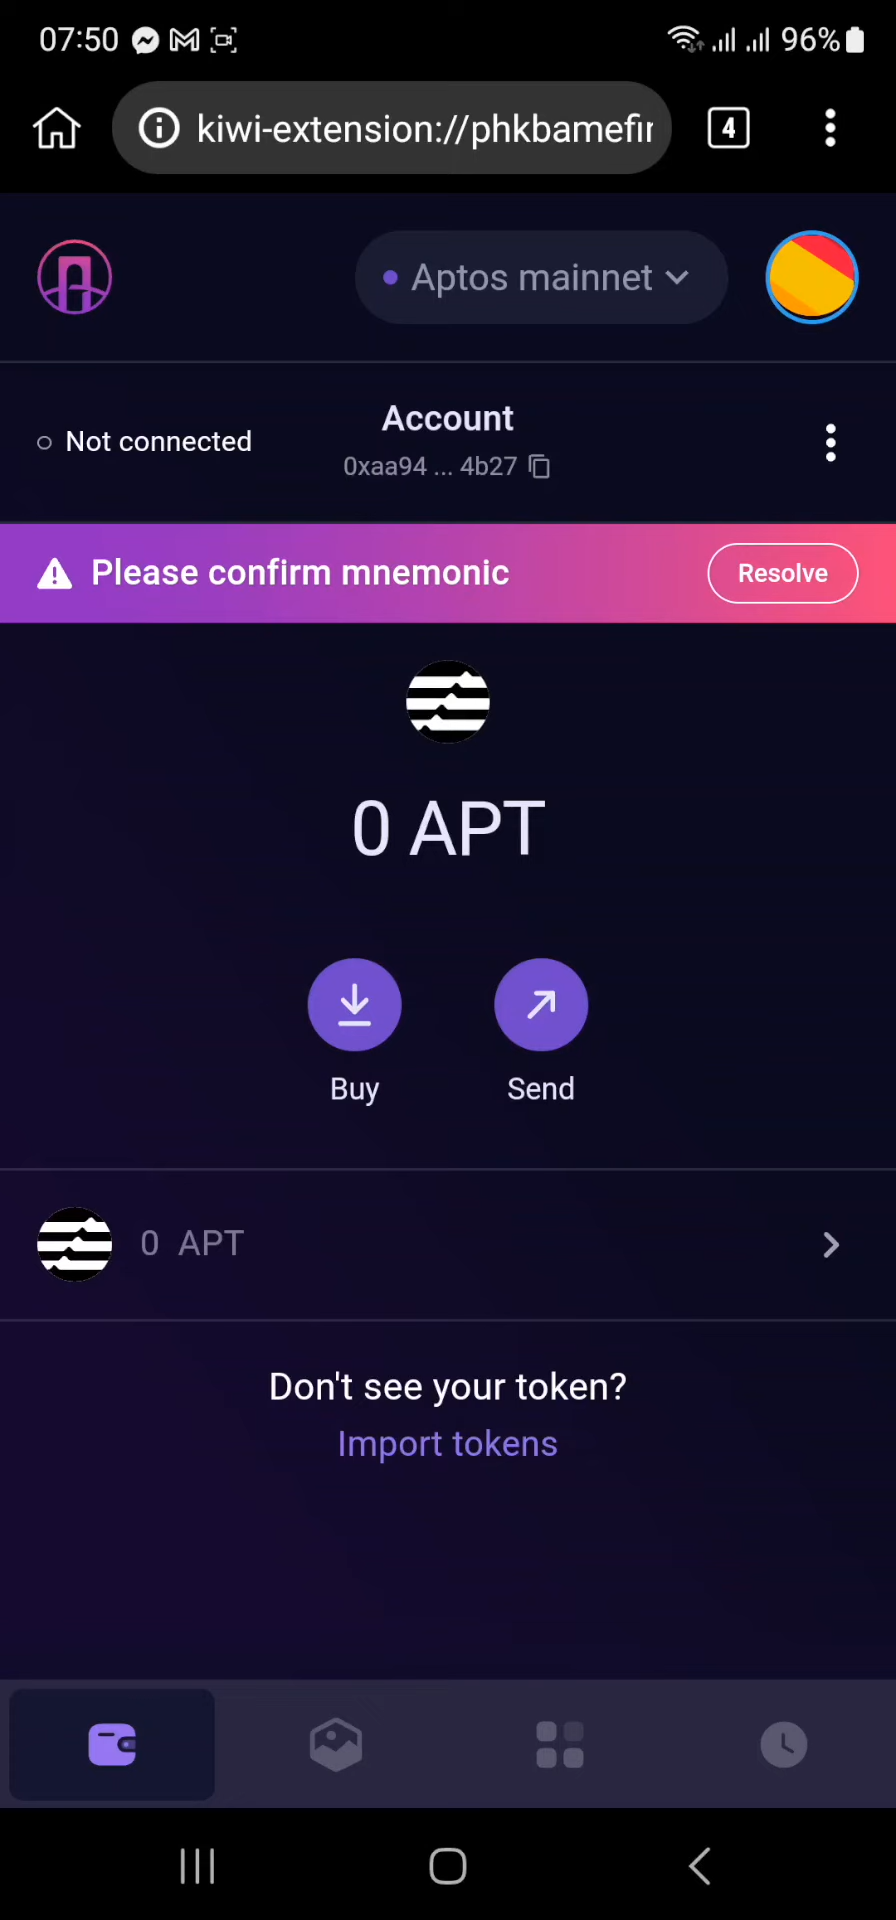 07:50 96%
kiwi-extension://phkbamefin 4
Aptos mainnet
Not connected
Account
0xaa94 ... 4b27
Please confirm mnemonic Resolve
0 APT
Buy Send
0 APT
Don't see your token?
Import tokens